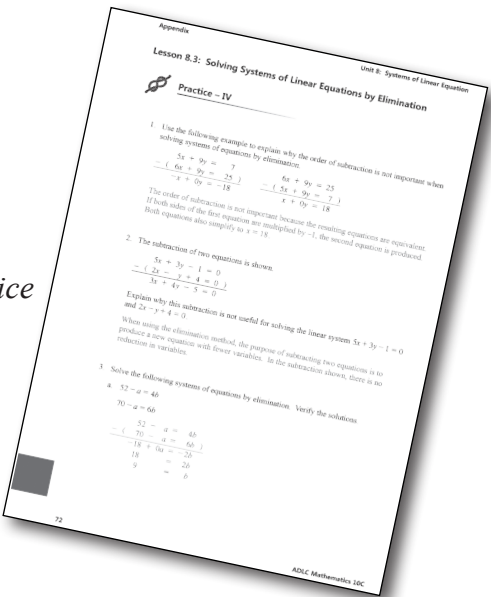 Appendix
Unit 8: Systems of Linear Equation
Lesson 8.3: Solving Systems of Linear Equations by Elimination
Practice – IV
1. Use the following example to explain why the order of subtraction is not important when
solving systems of equations by elimination.
5x + 9y = 7
– ( 6x + 9y = 25 )
–x + 0y = –18
6x + 9y = 25
– ( 5x + 9y = 7 )
x + 0y = 18
The order of subtraction is not important because the resulting equations are equivalent.
If both sides of the first equation are multiplied by –1, the second equation is produced.
Both equations also simplify to x = 18.
2. The subtraction of two equations is shown.
5x + 3y – 1 = 0
– ( 2x – y + 4 = 0 )
3x + 4y – 5 = 0
Explain why this subtraction is not useful for solving the linear system 5x + 3y – 1 = 0
and 2x – y + 4 = 0
When using the elimination method, the purpose of subtracting two equations is to
produce a new equation with fewer variables. In the subtraction shown, there is no
reduction in variables.
3. Solve the following systems of equations by elimination. Verify the solutions.
a. 52 – a = 4b
70 – a = 6b
52 – a = 4b
– ( 70 – a = 6b )
–18 + 0a = –2b
18 = 2b
9 = b
72
ADLC Mathematics 10C
ice